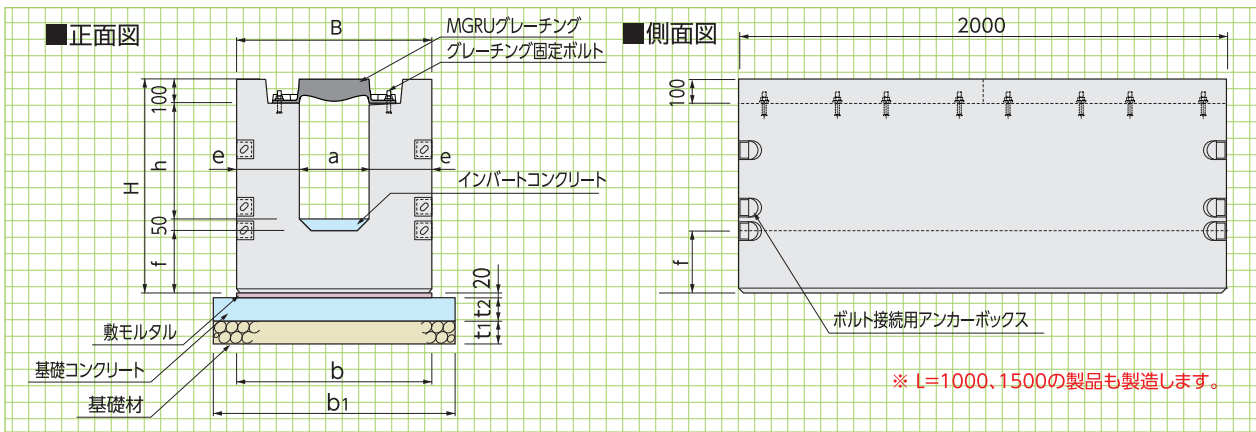 ■正面図
B
MGRUグレーチング
グレーチング固定ボルト
100
h
H
50
f
e
a
e
インバートコンクリート
20
t2
t1
敷モルタル
基礎コンクリート
基礎材
b
b1
■側面図
2000
100
f
ボルト接続用アンカーボックス
※ L=1000、1500の製品も製造します。